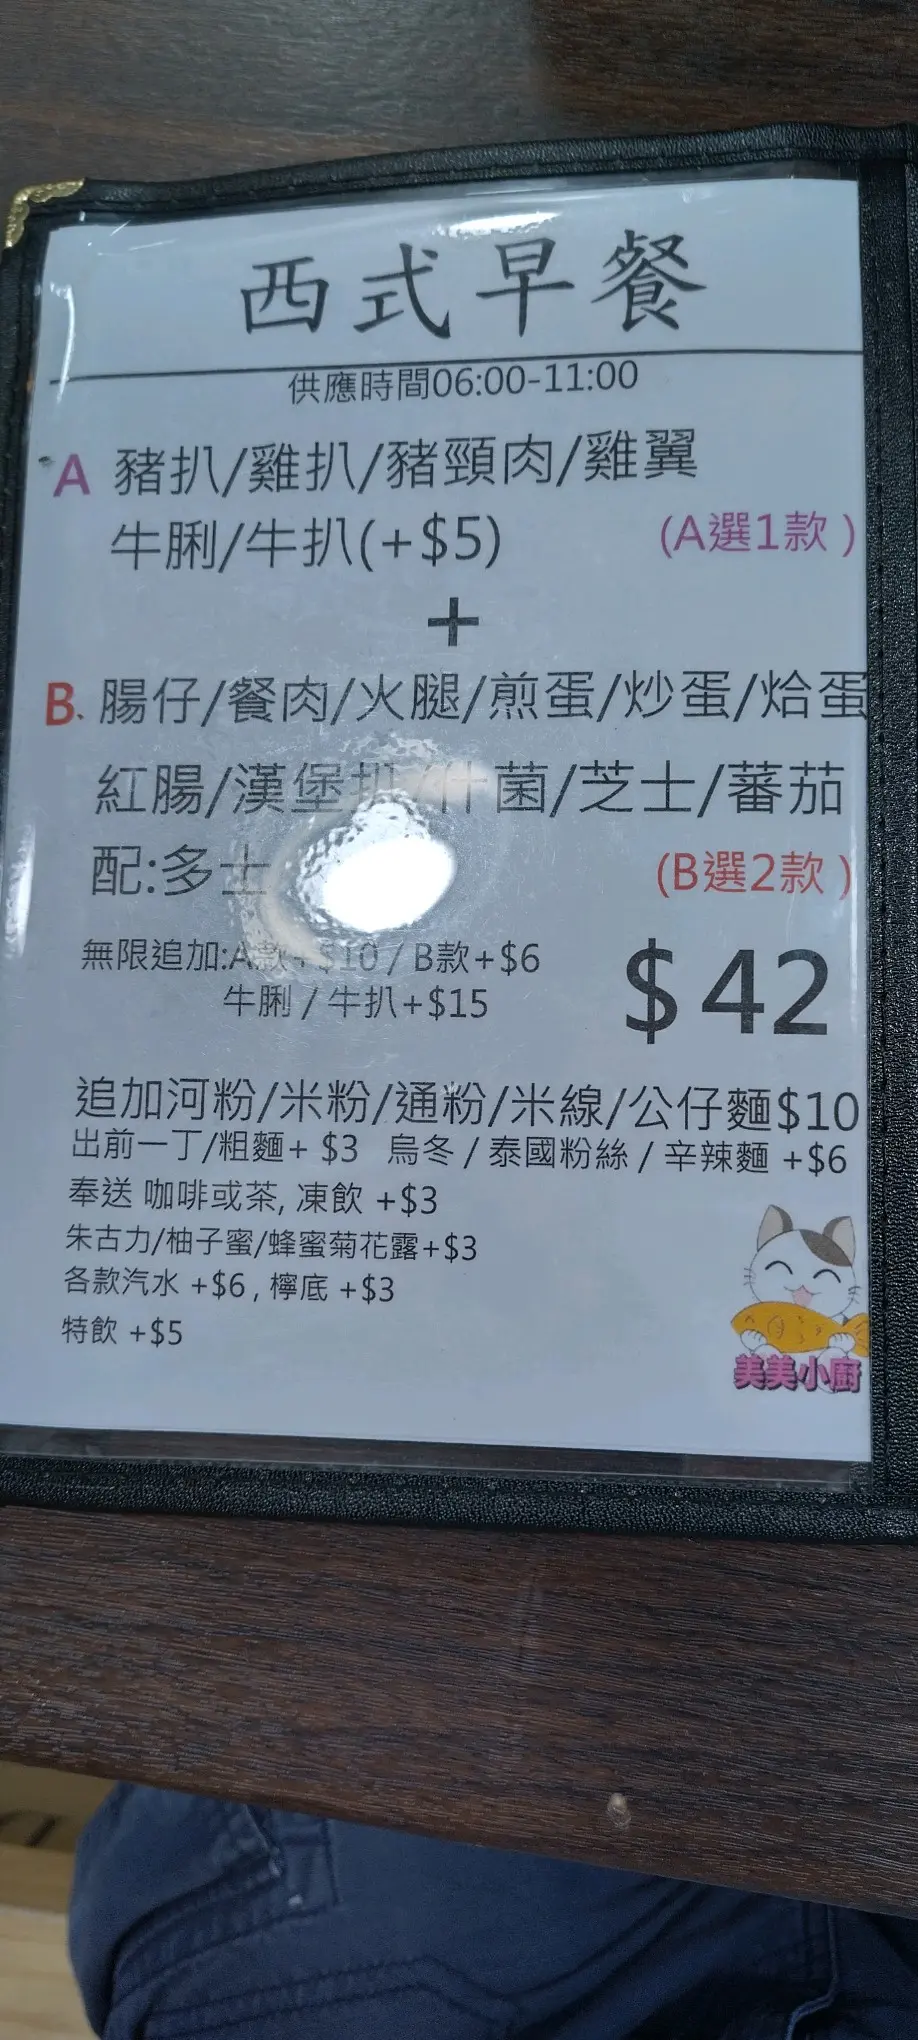 西式早餐
供應時間06:00-11:00
A 豬扒/雞扒/豬頸肉/雞翼
牛脷/牛扒(+$5) (A選1款)
+
B. 腸仔/餐肉/火腿/煎蛋/炒蛋/烚蛋
紅腸/漢堡扒/什菌/芝士/蕃茄
配:多士 (B選2款)
無限追加:A款+$10 / B款+$6
牛脷 / 牛扒+$15
$42
追加河粉/米粉/通粉/米線/公仔麵$10
出前一丁/粗麵+ $3 烏冬 / 泰國粉絲 / 辛辣麵 +$6
奉送 咖啡或茶, 凍飲 +$3
朱古力/柚子蜜/蜂蜜菊花露+$3
各款汽水 +$6 , 檸底 +$3
特飲 +$5
美美小廚